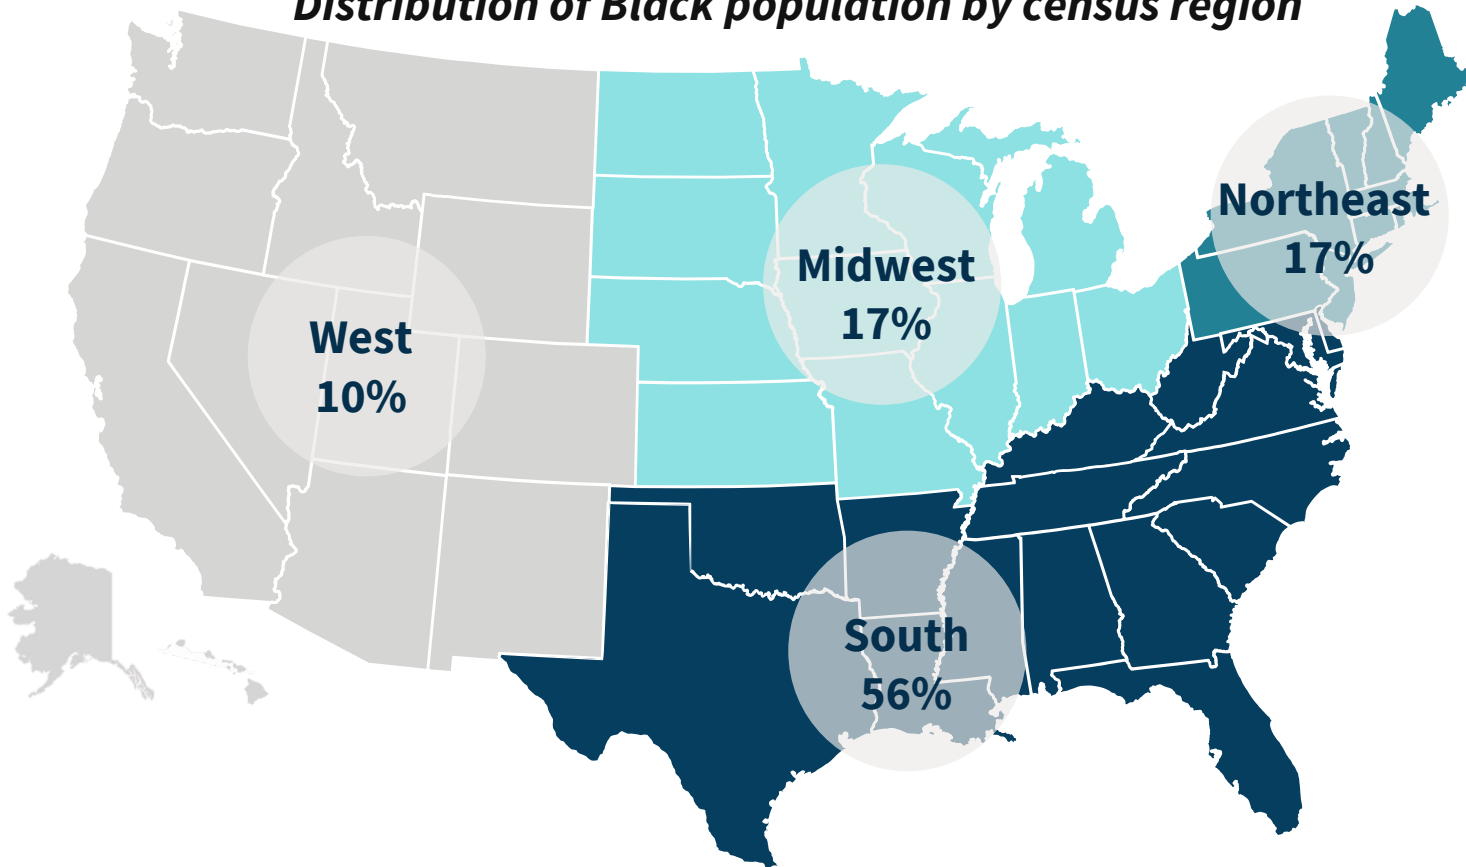 Distribution of Black population by census region
Northeast
17%
Midwest
17%
West
10%
South
56%